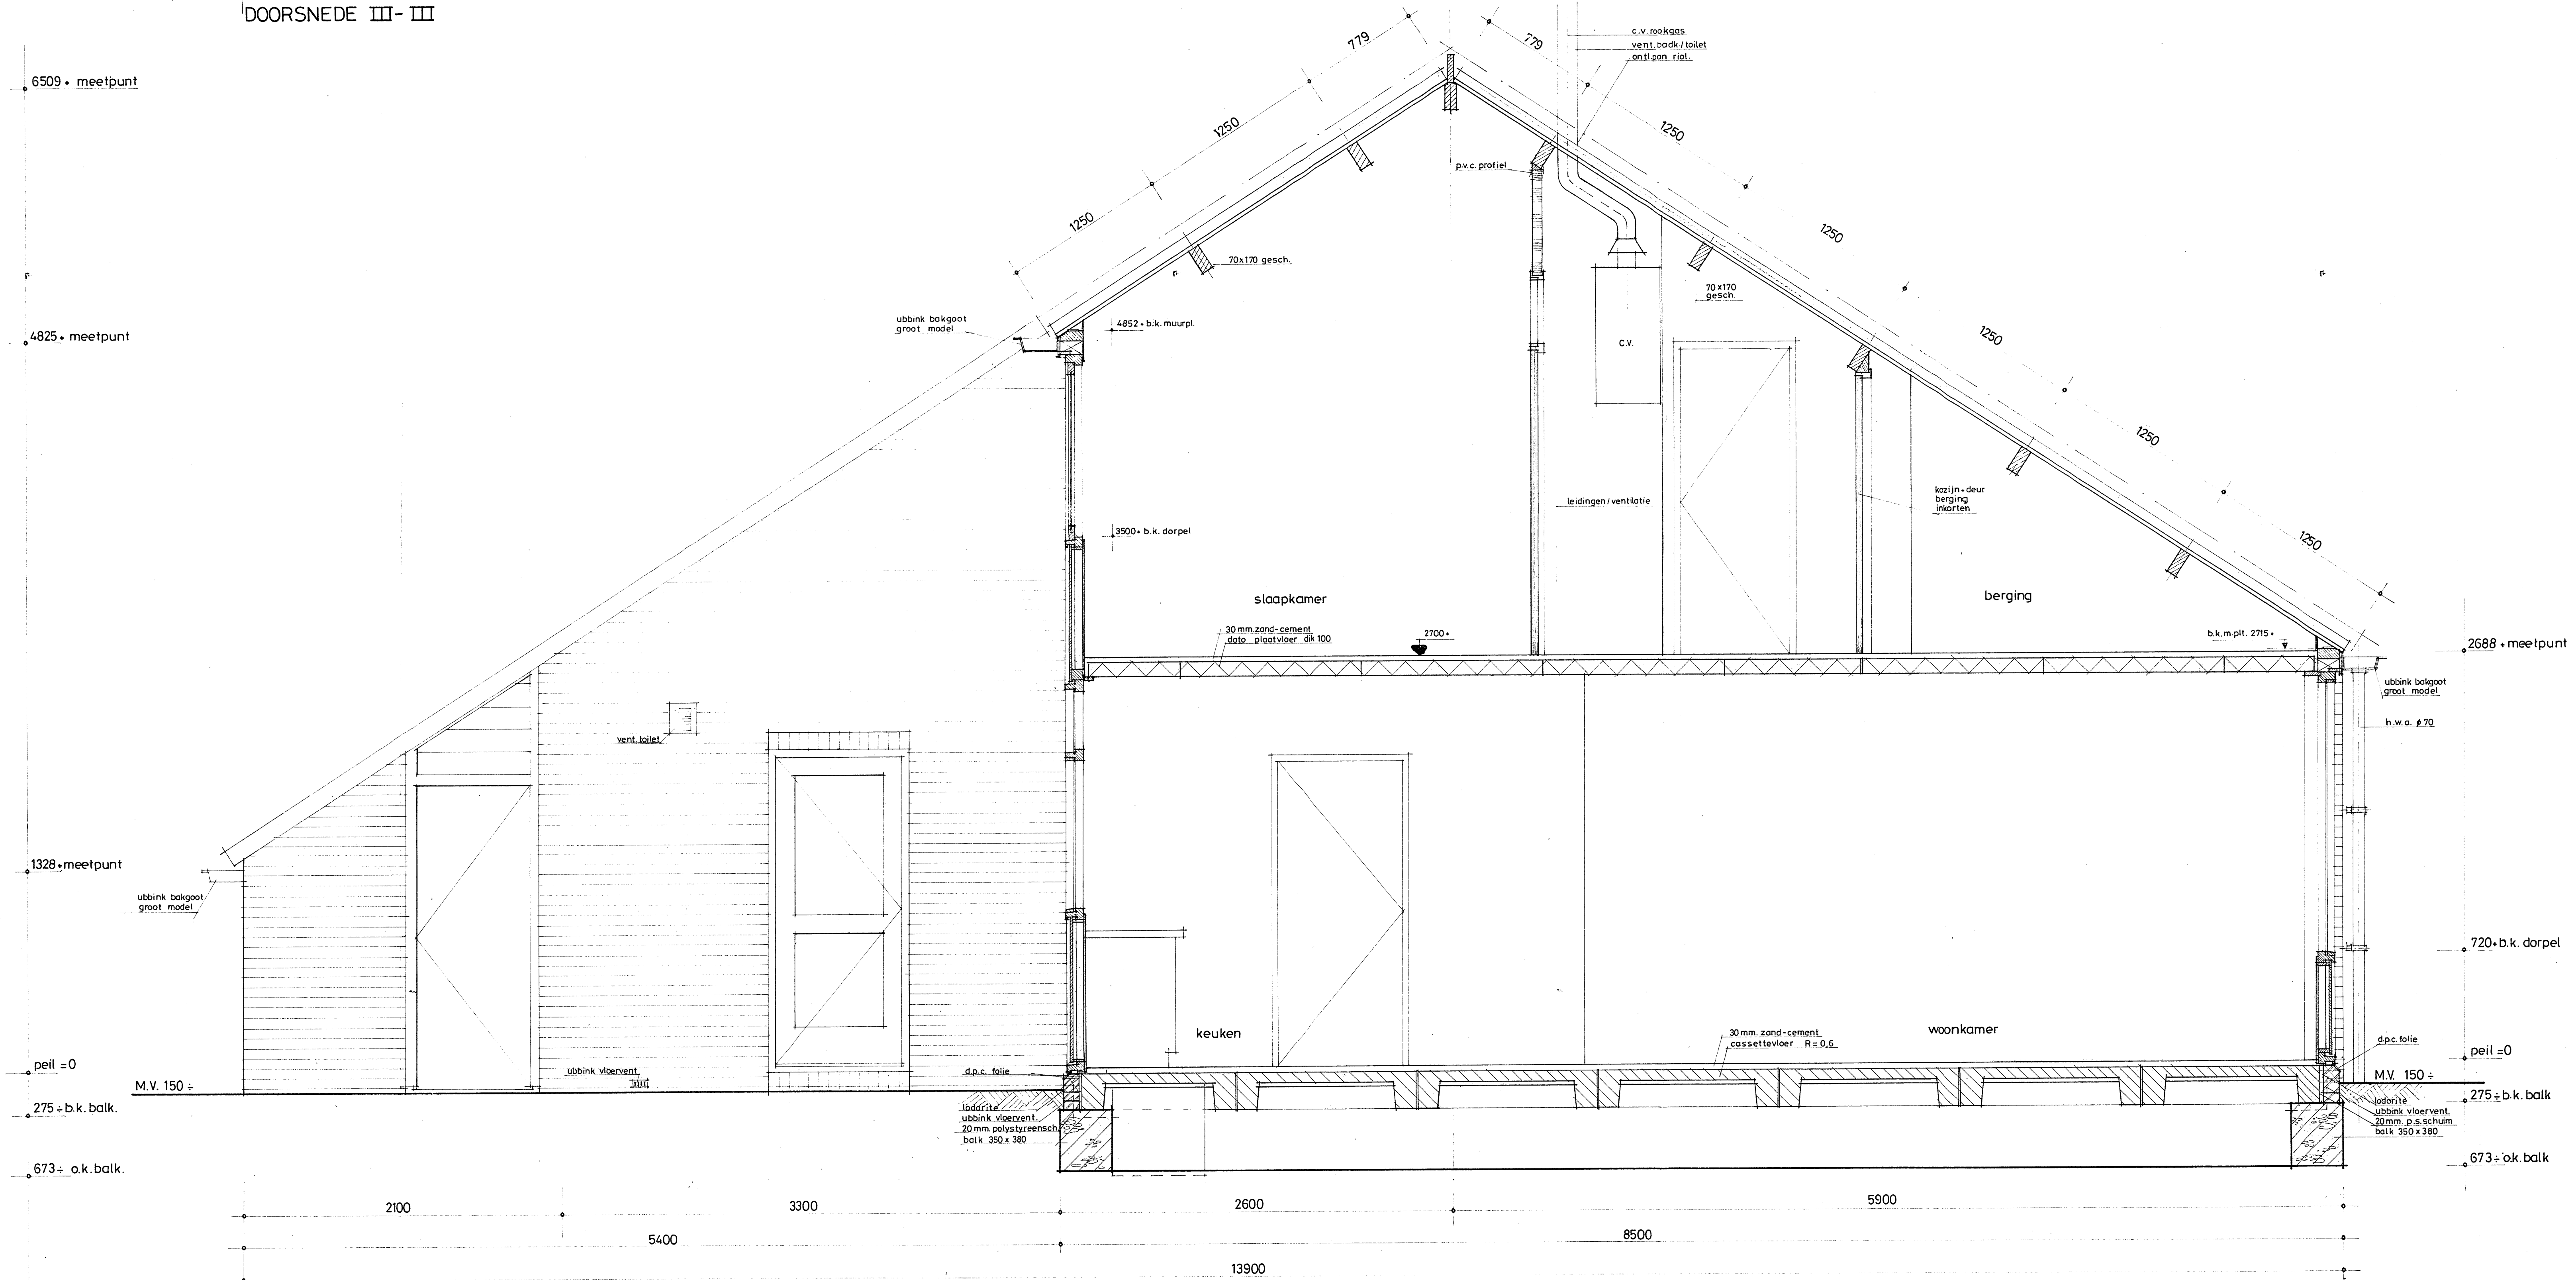 DOORSNEDE III-III
6509+ meetpunt
779
779
c.v. rookgas
vent. badk./toilet
ontl. pan riol.
1250
1250
p.v.c. profiel
1250
1250
70x170 gesch.
70x170
gesch.
ubbink bakgoot
groot model
4852+ b.k. muurpl.
4825+ meetpunt
C.V.
1250
1250
leidingen/ventilatie
kozijn+deur
berging
inkorten
3500+ b.k. dorpel
1250
slaapkamer
berging
30 mm. zand-cement
dato plaatvloer dik 100
2700+
b.k.m.plt. 2715+
2688+meetpunt
ubbink bakgoot
groot model
h.w.a. ø 70
vent. toilet
1328+meetpunt
ubbink bakgoot
groot model
720+b.k. dorpel
keuken
woonkamer
30 mm. zand-cement
cassettevloer R=0,6
d.p.c. folie
peil =0
peil =0
ubbink vloervent.
d.p.c. folie
M.V. 150 ÷
M.V. 150 ÷
275÷b.k. balk.
275÷b.k. balk
lodorite
ubbink vloervent.
20mm. polystyreensch.
balk 350 x 380
lodorite
ubbink vloervent.
20mm. p.s.schuim
balk 350 x 380
673÷ o.k. balk.
673÷ o.k. balk
2100
3300
2600
5900
5400
8500
13900